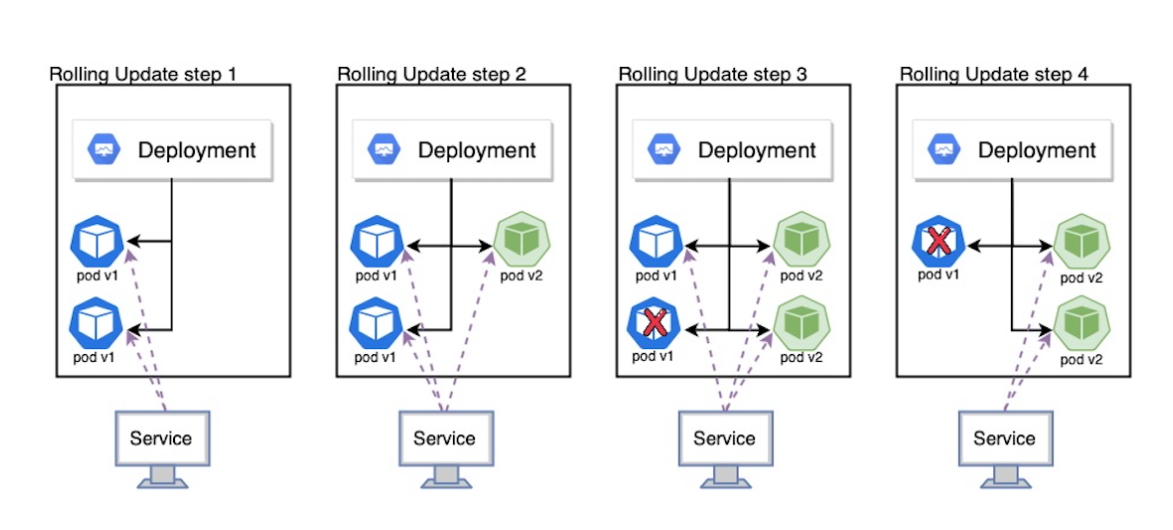 Rolling Update step 1
Deployment
pod v1
pod v1
Service
Rolling Update step 2
Deployment
pod v1
pod v2
pod v1
Service
Rolling Update step 3
Deployment
pod v1
pod v2
pod v1
pod v2
Service
Rolling Update step 4
Deployment
pod v1
pod v2
pod v2
Service